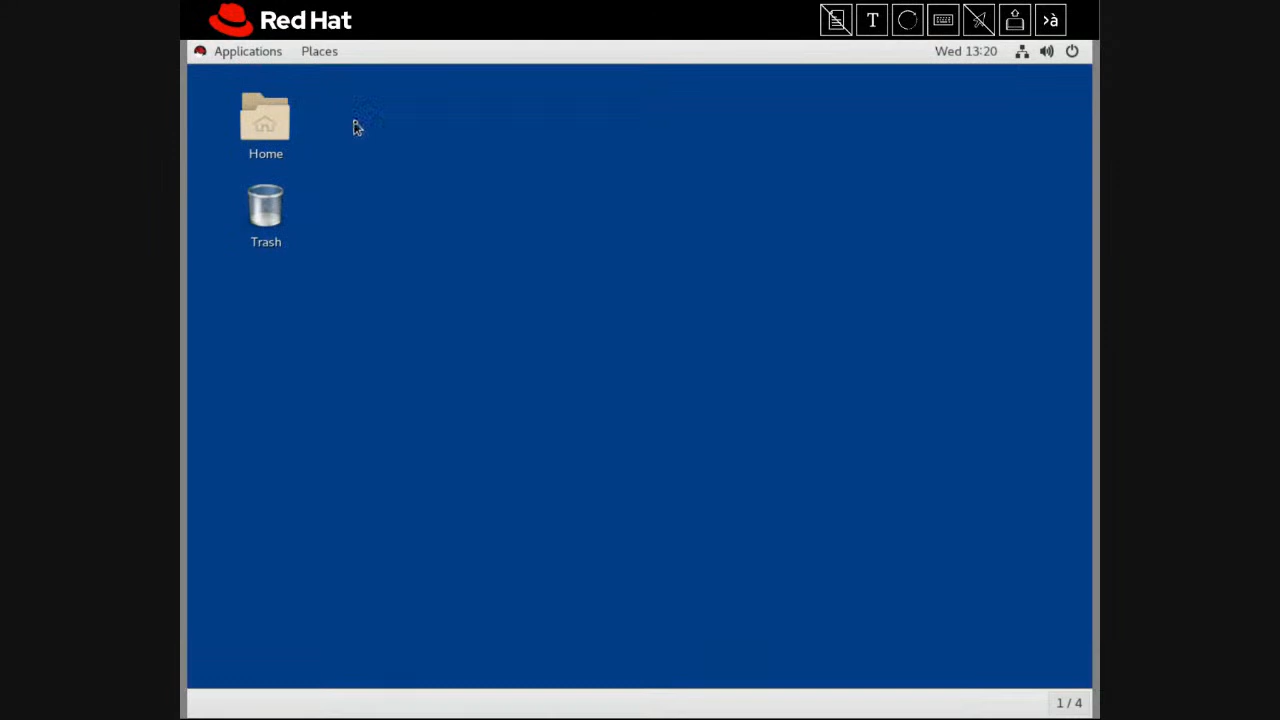 Red Hat
T
›à
Applications Places Wed 13:20
Home
Trash
1 / 4